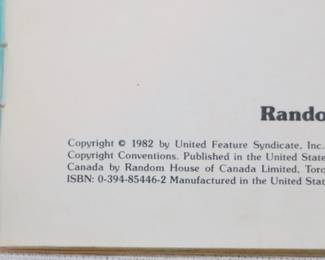 Rando
Copyright © 1982 by United Feature Syndicate, Inc.
Copyright Conventions. Published in the United State
Canada by Random House of Canada Limited, Toro
ISBN: 0-394-85446-2 Manufactured in the United Stat